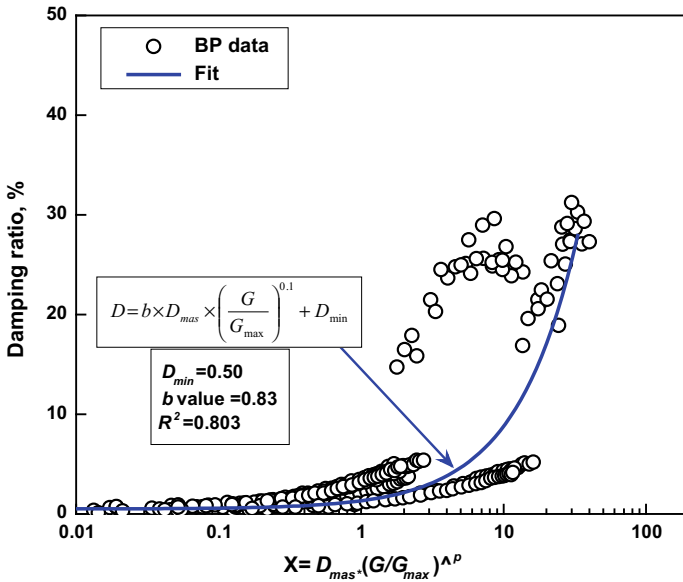 50
40
30
20
10
0
Damping ratio, %
BP data
Fit
D = b × D_mas × (G / G_max)^0.1 + D_min
D_min =0.50
b value =0.83
R² =0.803
0.01 0.1 1 10 100
X= D_mas*(G/G_max)^p